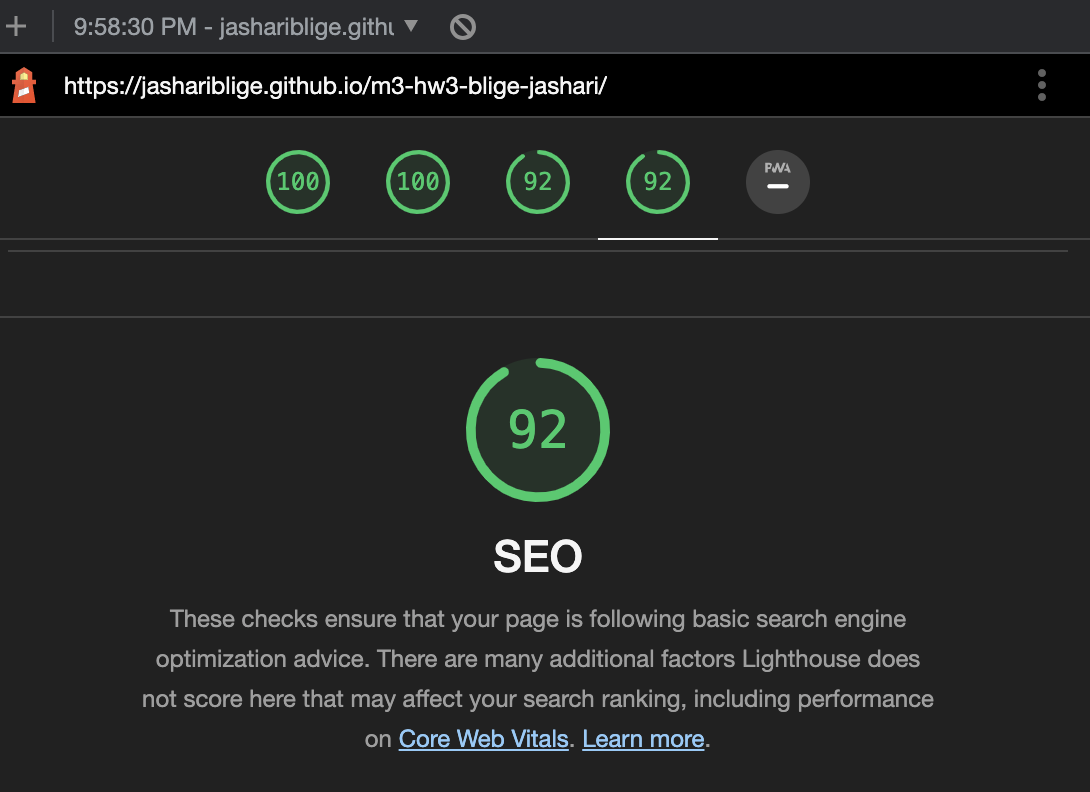 9:58:30 PM - jashariblige.githu
https://jashariblige.github.io/m3-hw3-blige-jashari/
100 100 92 92 PWA
92
SEO
These checks ensure that your page is following basic search engine
optimization advice. There are many additional factors Lighthouse does
not score here that may affect your search ranking, including performance
on Core Web Vitals. Learn more.